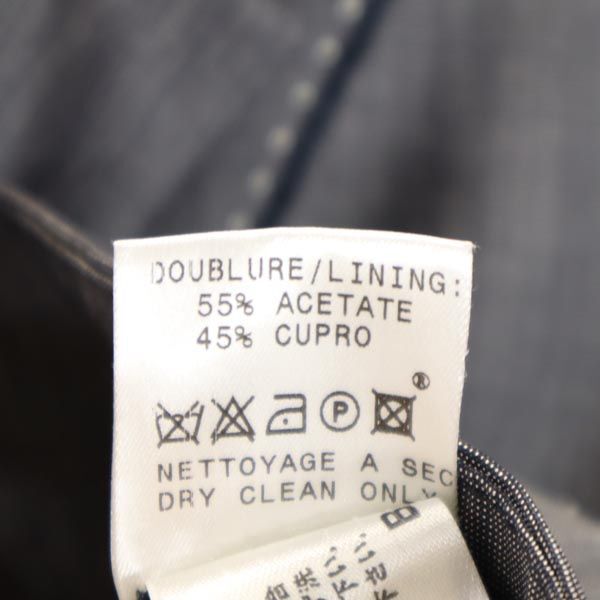 DOUBLURE/LINING:
55% ACETATE
45% CUPRO
P
®
NETTOYAGE A SEC
DRY CLEAN ONLY